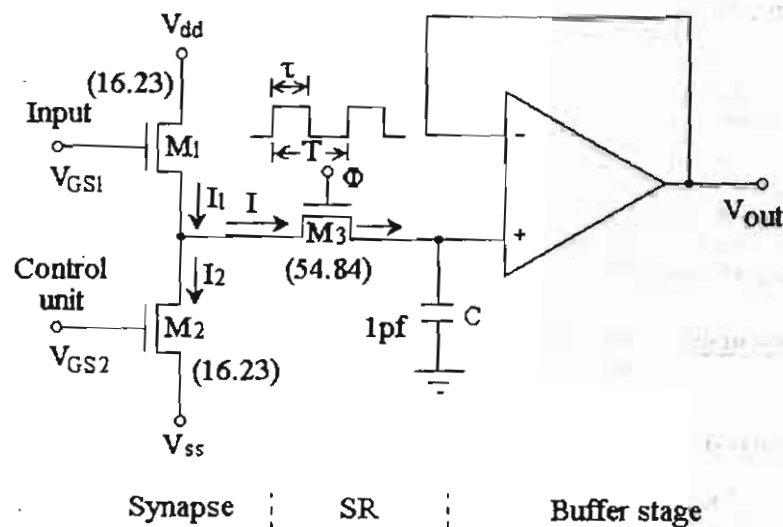 Vdd
(16.23)
τ
Input
M1
T
VGS1
Φ
I1
I
-
+
Vout
M3
(54.84)
Control
unit
I2
M2
1pf
C
VGS2
(16.23)
Vss
Synapse
SR
Buffer stage